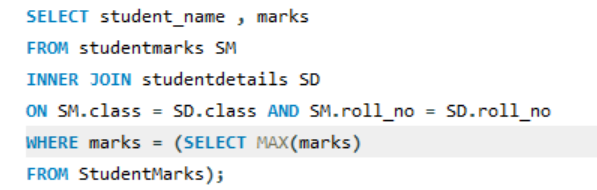 SELECT student_name , marks
FROM studentmarks SM
INNER JOIN studentdetails SD
ON SM.class = SD.class AND SM.roll_no = SD.roll_no
WHERE marks = (SELECT MAX(marks)
FROM StudentMarks);